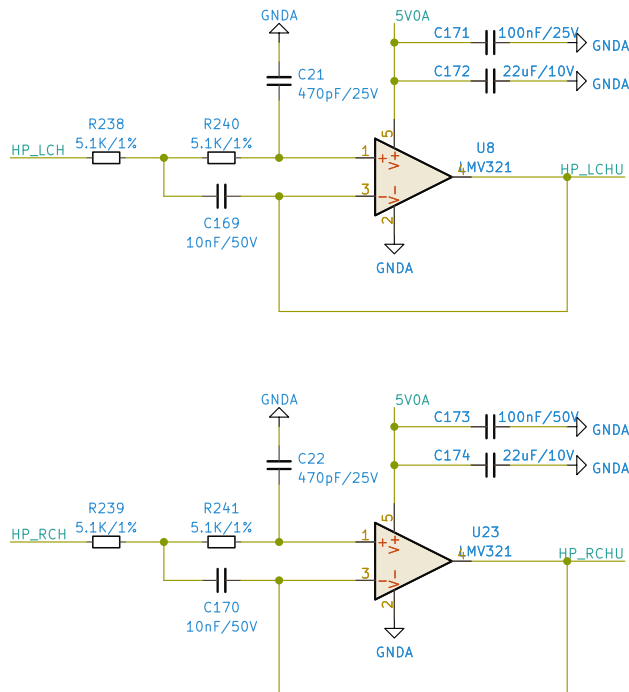 GNDA
5V0A
C171
100nF/25V
GNDA
C21
470pF/25V
C172
22uF/10V
GNDA
R238
5.1K/1%
R240
5.1K/1%
5
U8
LMV321
HP_LCH
1
+
V+
4
HP_LCHU
3
-
V-
C169
10nF/50V
2
GNDA
GNDA
5V0A
C173
100nF/50V
GNDA
C22
470pF/25V
C174
22uF/10V
GNDA
R239
5.1K/1%
R241
5.1K/1%
5
U23
LMV321
HP_RCH
1
+
V+
4
HP_RCHU
3
-
V-
C170
10nF/50V
2
GNDA